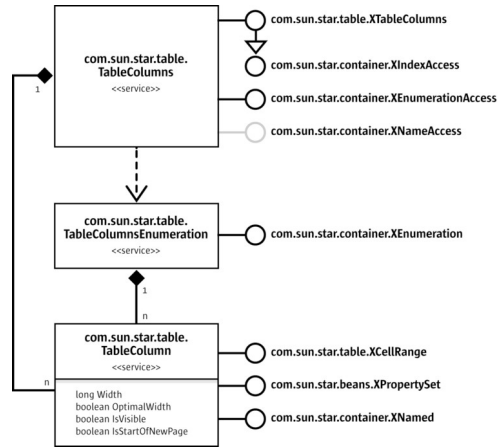 com.sun.star.table.
TableColumns
<<service>>
com.sun.star.table.XTableColumns
com.sun.star.container.XIndexAccess
com.sun.star.container.XEnumerationAccess
com.sun.star.container.XNameAccess
1
com.sun.star.table.
TableColumnsEnumeration
<<service>>
com.sun.star.container.XEnumeration
1
n
com.sun.star.table.
TableColumn
<<service>>
com.sun.star.table.XCellRange
com.sun.star.beans.XPropertySet
com.sun.star.container.XNamed
n
long Width
boolean OptimalWidth
boolean IsVisible
boolean IsStartOfNewPage